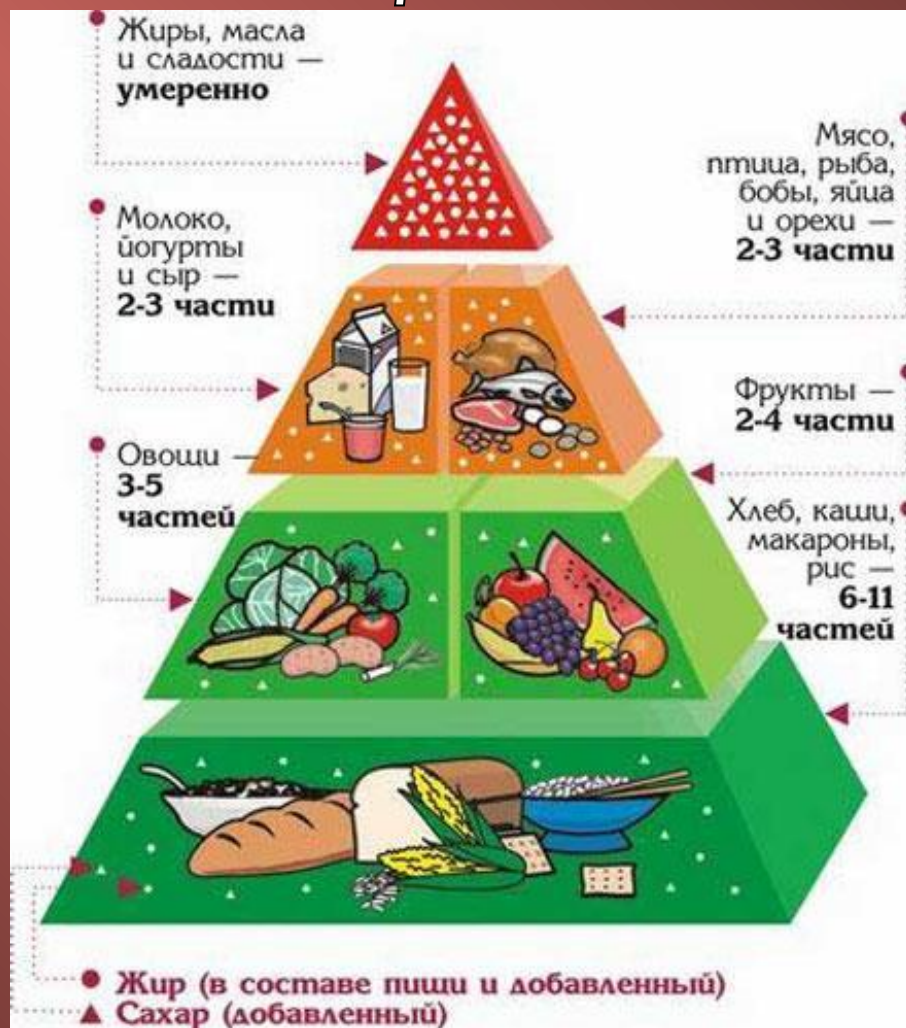 Жиры, масла
и сладости —
умеренно
Мясо,
птица, рыба,
бобы, яйца
и орехи —
2-3 части
Молоко,
йогурты
и сыр —
2-3 части
Фрукты —
2-4 части
Овощи —
3-5
частей
Хлеб, каши,
макароны,
рис —
6-11
частей
Жир (в составе пищи и добавленный)
Сахар (добавленный)